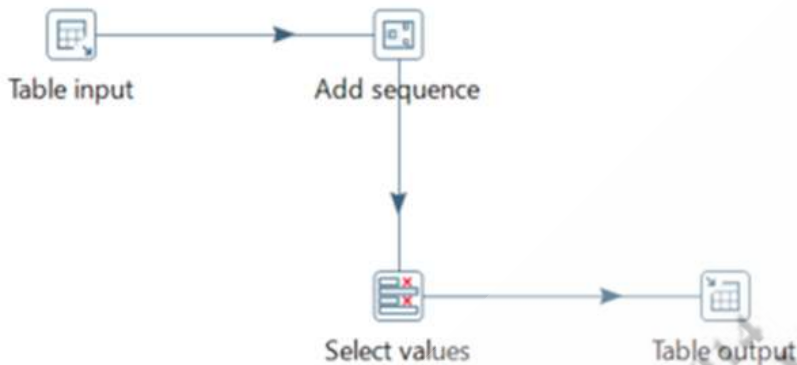 Table input
Add sequence
Select values
Table output